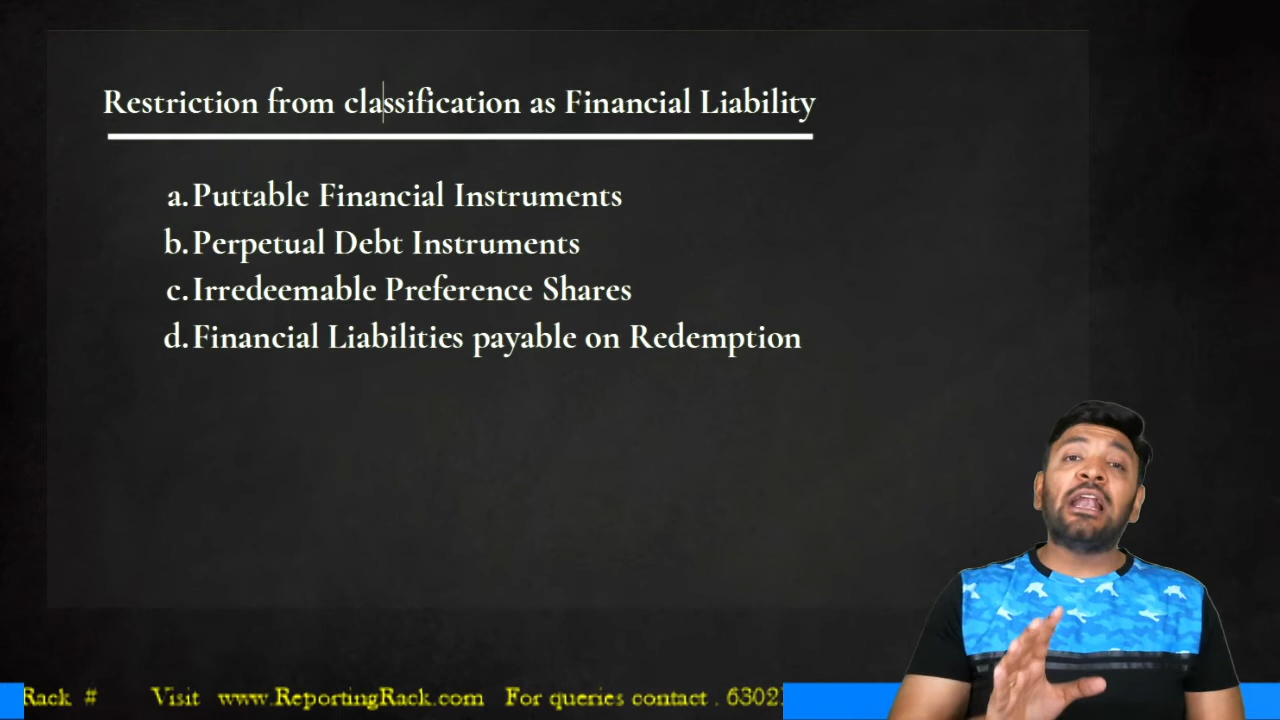 Restriction from classification as Financial Liability
a. Puttable Financial Instruments
b. Perpetual Debt Instruments
c. Irredeemable Preference Shares
d. Financial Liabilities payable on Redemption
Rack # Visit www.ReportingRack.com For queries contact . 6302